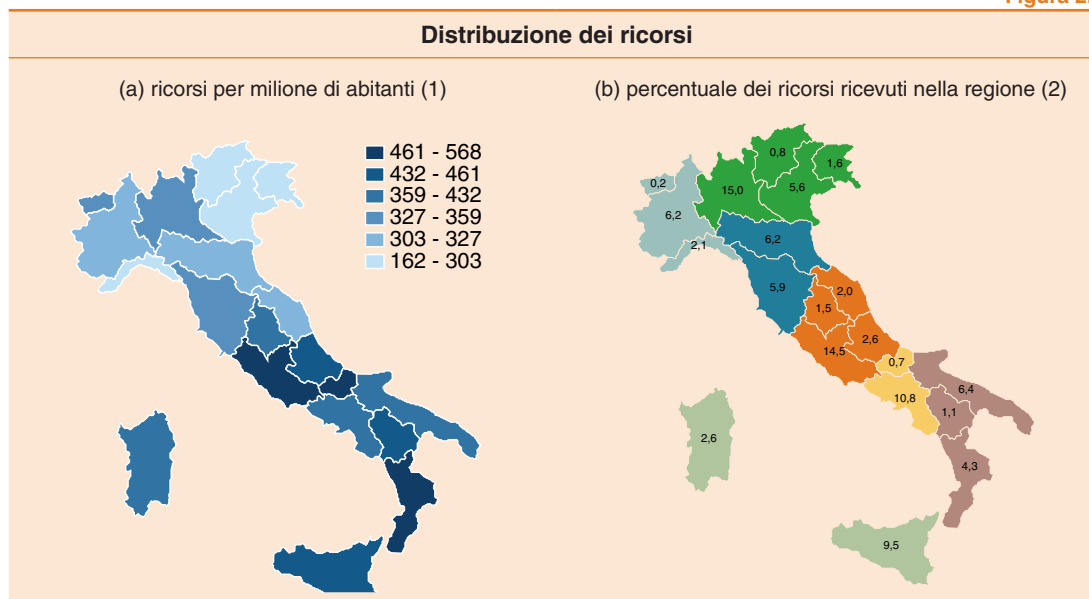 Figura 2.
Distribuzione dei ricorsi
(a) ricorsi per milione di abitanti (1)
(b) percentuale dei ricorsi ricevuti nella regione (2)
461 - 568
432 - 461
359 - 432
327 - 359
303 - 327
162 - 303
0,8
1,6
0,2
15,0
5,6
6,2
2,1
6,2
5,9
2,0
1,5
2,6
14,5
0,7
10,8
6,4
1,1
2,6
4,3
9,5